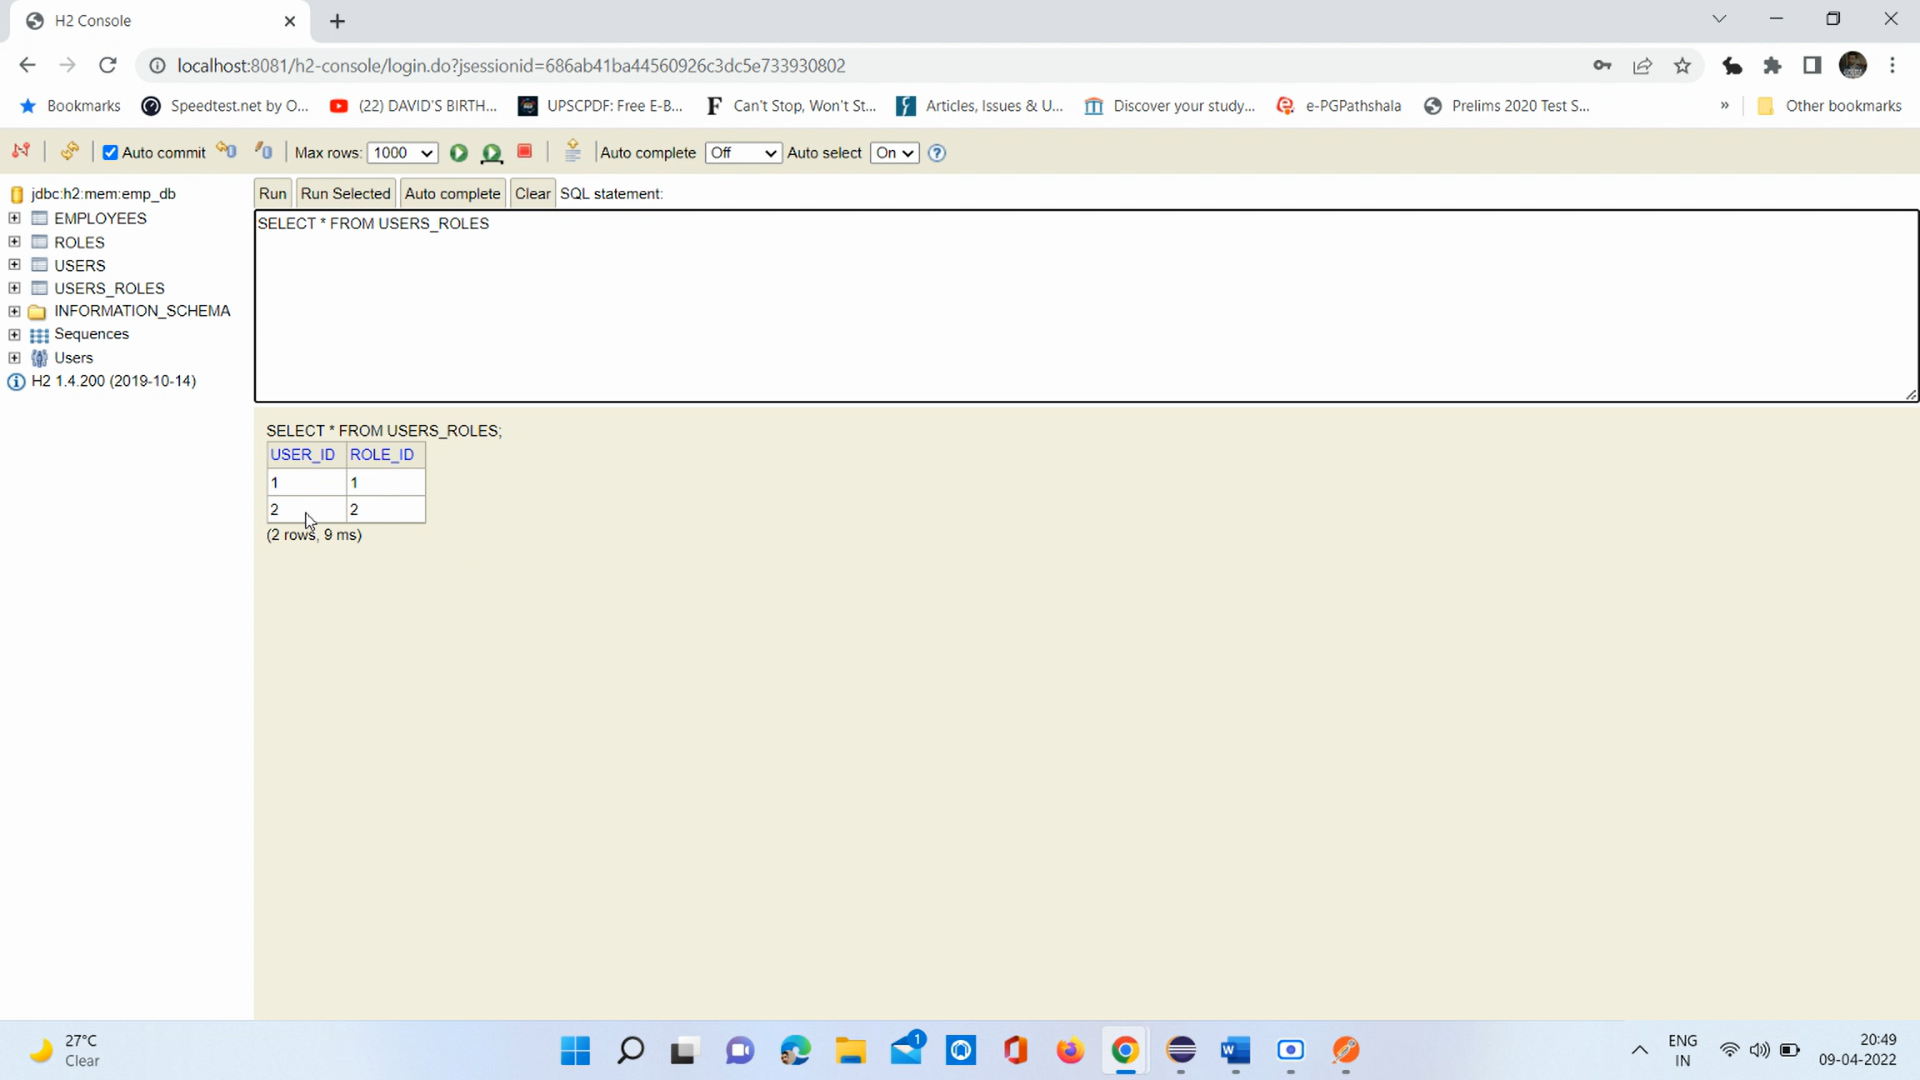 H2 Console
localhost:8081/h2-console/login.do?jsessionid=686ab41ba44560926c3dc5e733930802
Bookmarks Speedtest.net by O... (22) DAVID'S BIRTH... UPSCPDF: Free E-B... Can't Stop, Won't St... Articles, Issues & U... Discover your study... e-PGPathshala Prelims 2020 Test S... » Other bookmarks
Auto commit Max rows: 1000 Auto complete Off Auto select On
jdbc:h2:mem:emp_db
EMPLOYEES
ROLES
USERS
USERS_ROLES
INFORMATION_SCHEMA
Sequences
Users
H2 1.4.200 (2019-10-14)
Run Run Selected Auto complete Clear SQL statement:
SELECT * FROM USERS_ROLES
SELECT * FROM USERS_ROLES;
USER_ID ROLE_ID
1 1
2 2
(2 rows, 9 ms)
27°C
Clear
1
ENG
IN
20:49
09-04-2022